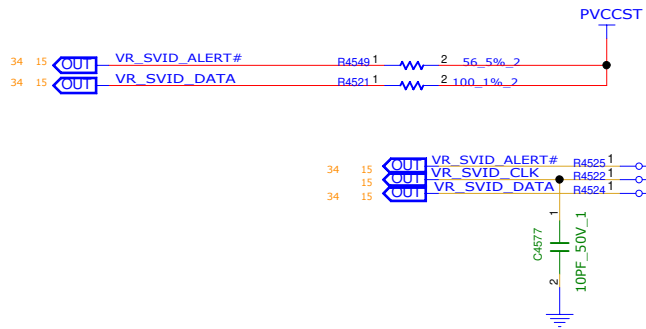 PVCCST
34 15 OUT VR_SVID_ALERT# R4549 1 2 56_5%_2
34 15 OUT VR_SVID_DATA R4521 1 2 100_1%_2
34 15 OUT VR_SVID_ALERT# R4525 1
15 OUT VR_SVID_CLK R4522 1
34 15 OUT VR_SVID_DATA R4524 1
1
C4577
10PF_50V_1
2